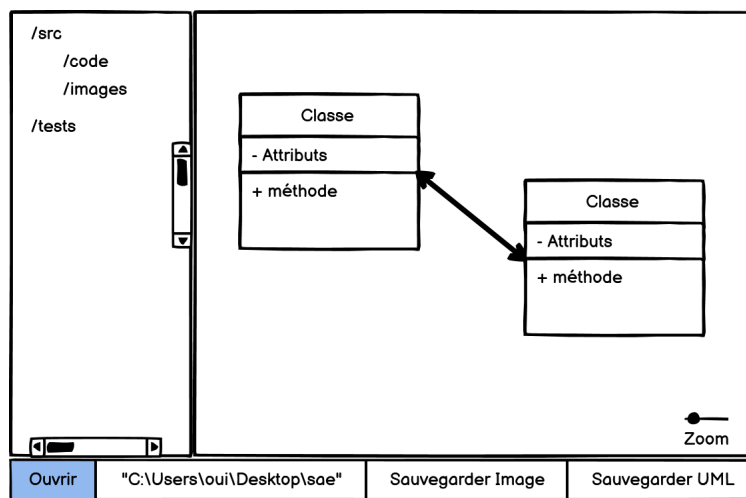 /src
/code
/images
/tests
Classe
- Attributs
+ méthode
Classe
- Attributs
+ méthode
Zoom
Ouvrir
"C:\Users\oui\Desktop\sae"
Sauvegarder Image
Sauvegarder UML